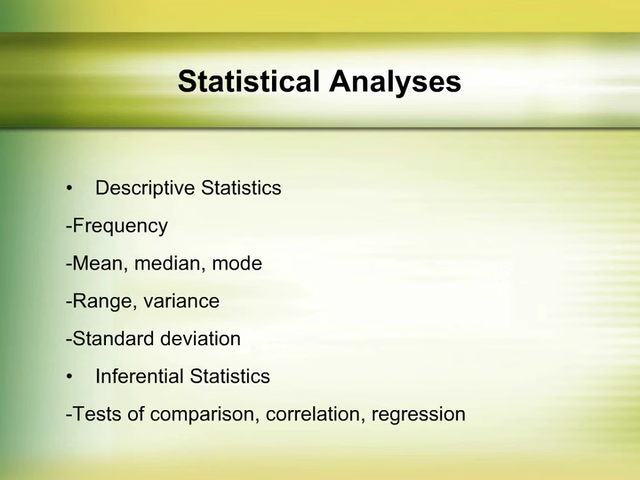 Statistical Analyses
• Descriptive Statistics
-Frequency
-Mean, median, mode
-Range, variance
-Standard deviation
• Inferential Statistics
-Tests of comparison, correlation, regression